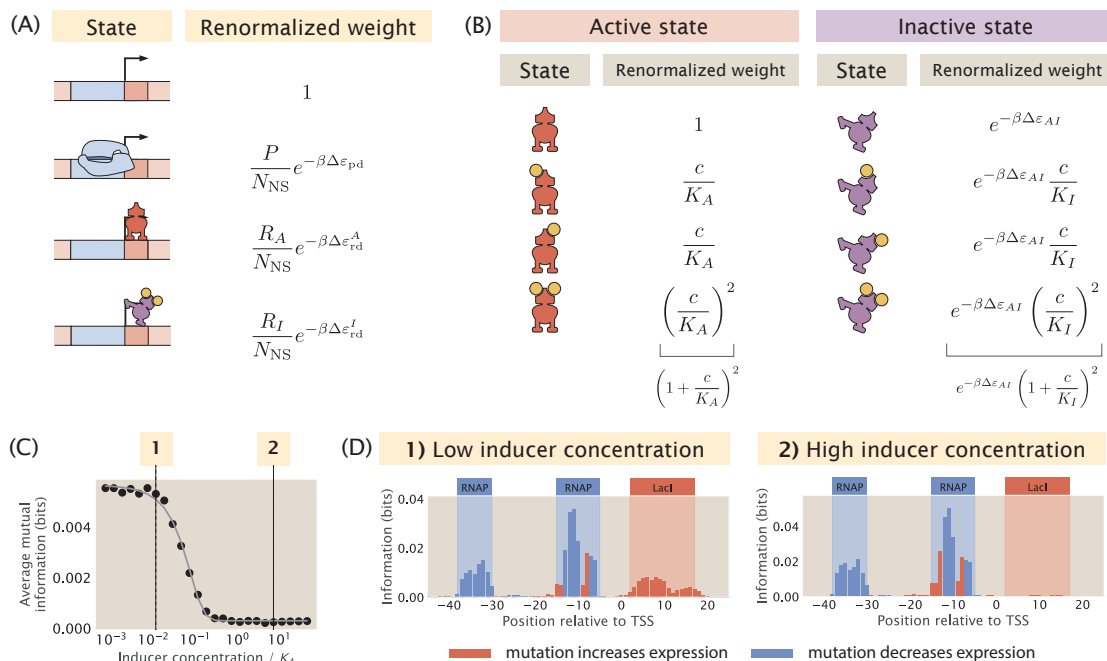 (A)
State
Renormalized weight
1
P/N_NS e^{-βΔε_pd}
R_A/N_NS e^{-βΔε_rd^A}
R_I/N_NS e^{-βΔε_rd^I}
(B)
Active state
Inactive state
State
Renormalized weight
State
Renormalized weight
1
e^{-βΔε_AI}
c/K_A
e^{-βΔε_AI} c/K_I
c/K_A
e^{-βΔε_AI} c/K_I
(c/K_A)^2
e^{-βΔε_AI} (c/K_I)^2
(1 + c/K_A)^2
e^{-βΔε_AI} (1 + c/K_I)^2
(C)
1
2
Average mutual
information (bits)
0.004
0.002
0.000
10^{-3} 10^{-2} 10^{-1} 10^0 10^1
Inducer concentration /
(D)
1) Low inducer concentration
RNAP
RNAP
LacI
Information (bits)
0.04
0.02
0.00
−40 −30 −20 −10 0 10 20
Position relative to TSS
2) High inducer concentration
RNAP
RNAP
LacI
Information (bits)
0.04
0.02
0.00
−40 −30 −20 −10 0 10 20
Position relative to TSS
mutation increases expression
mutation decreases expression